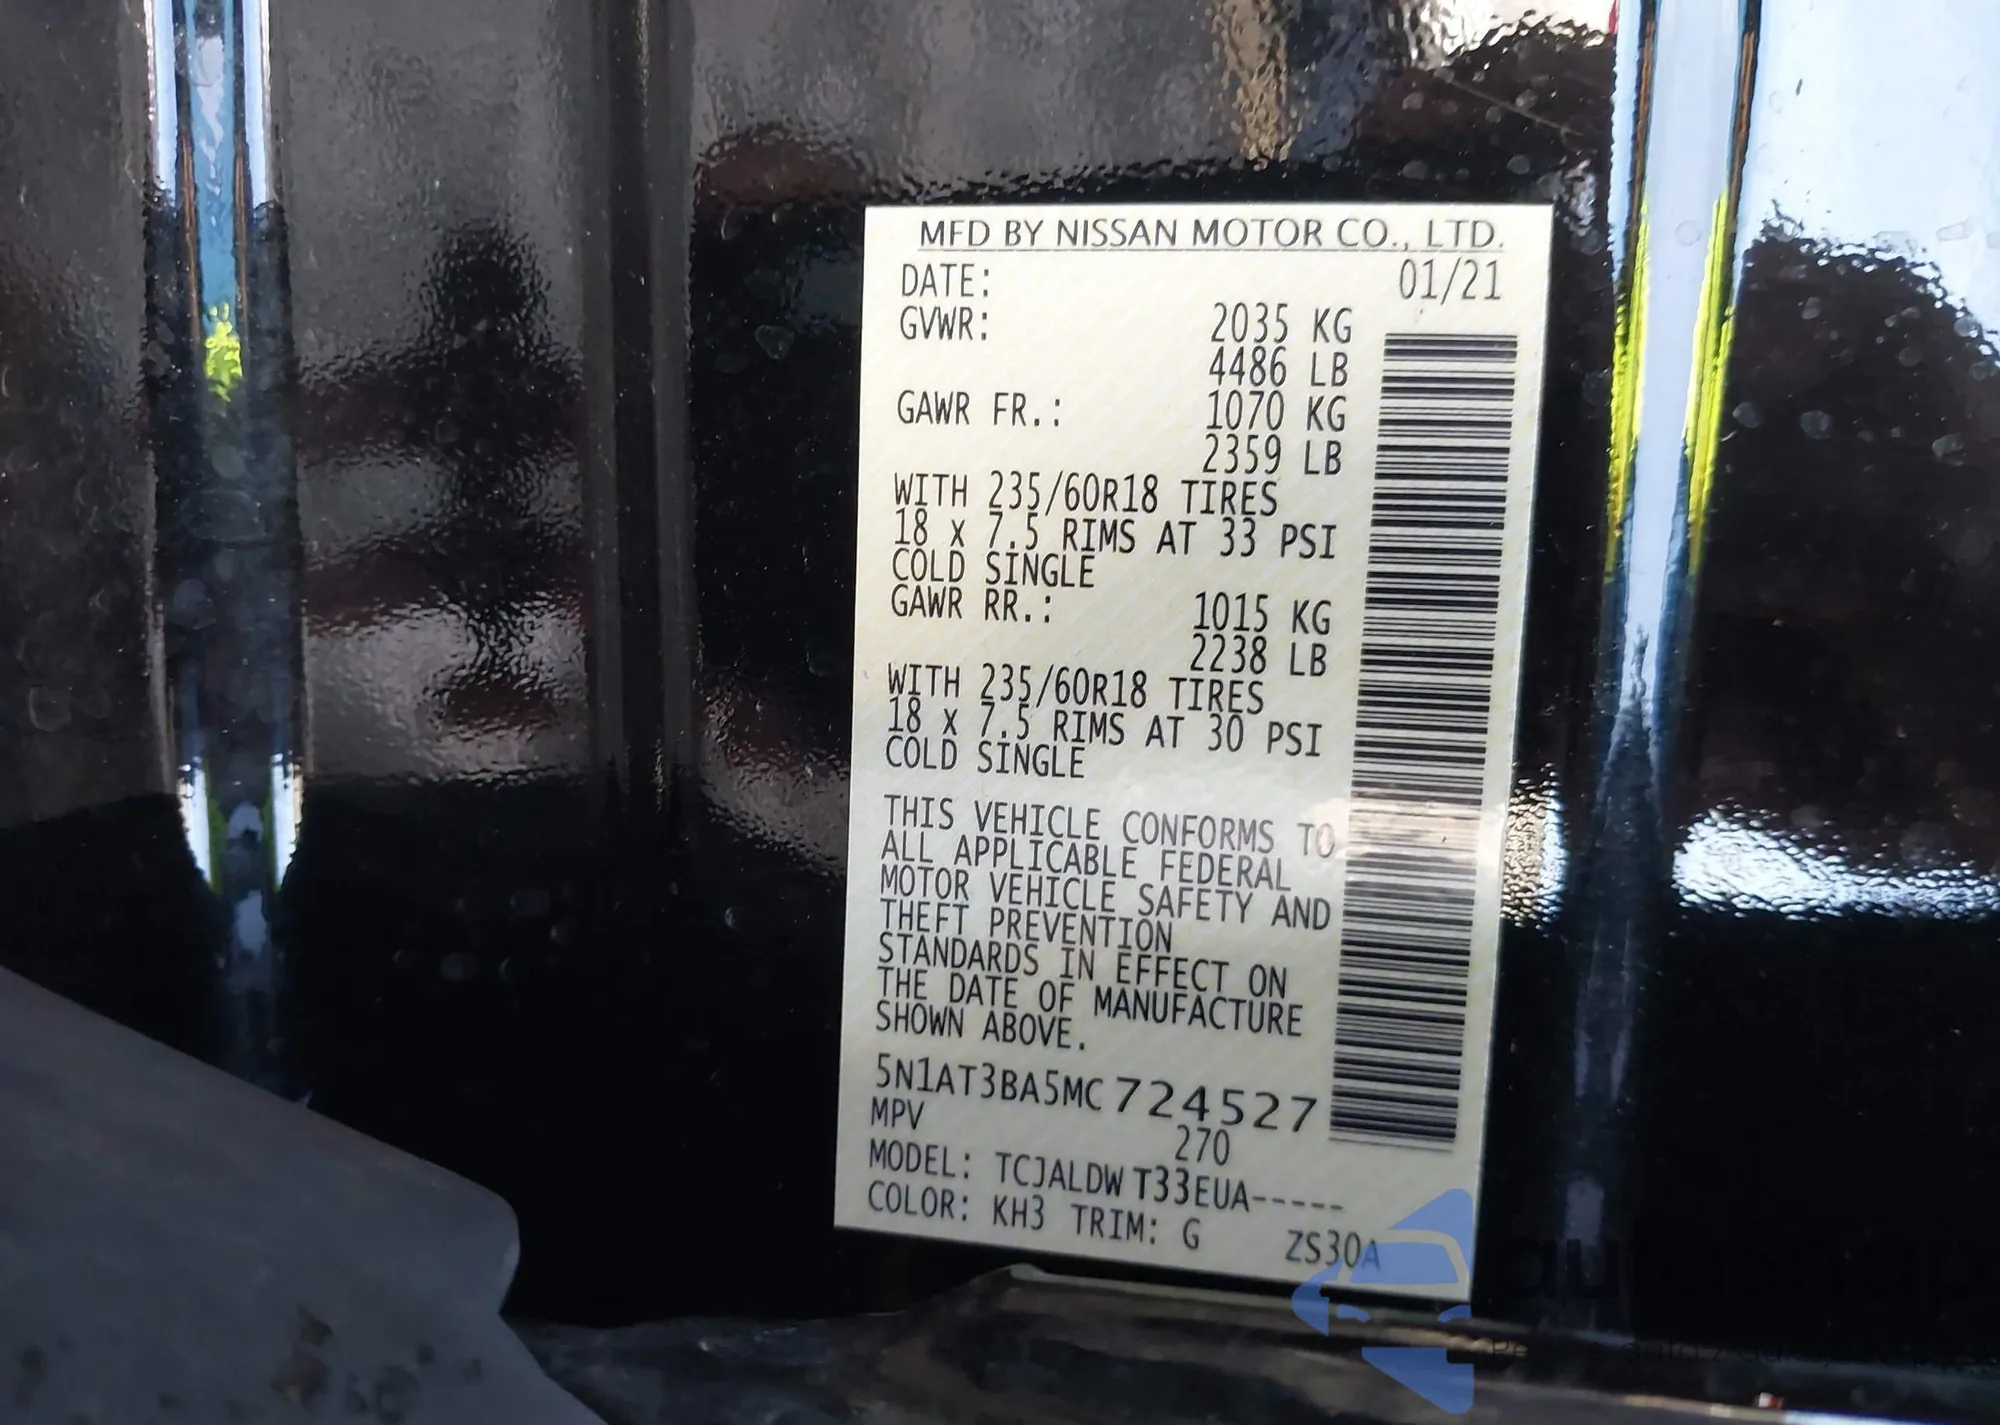 MFD BY NISSAN MOTOR CO., LTD.
DATE: 01/21
GVWR: 2035 KG
4486 LB
GAWR FR.: 1070 KG
2359 LB
WITH 235/60R18 TIRES
18 x 7.5 RIMS AT 33 PSI
COLD SINGLE
GAWR RR.: 1015 KG
2238 LB
WITH 235/60R18 TIRES
18 x 7.5 RIMS AT 30 PSI
COLD SINGLE
THIS VEHICLE CONFORMS TO
ALL APPLICABLE FEDERAL
MOTOR VEHICLE SAFETY AND
THEFT PREVENTION
STANDARDS IN EFFECT ON
THE DATE OF MANUFACTURE
SHOWN ABOVE.
5N1AT3BA5MC724527
MPV 270
MODEL: TCJALDW T33EUA-----
COLOR: KH3 TRIM: G ZS30A
autosnap